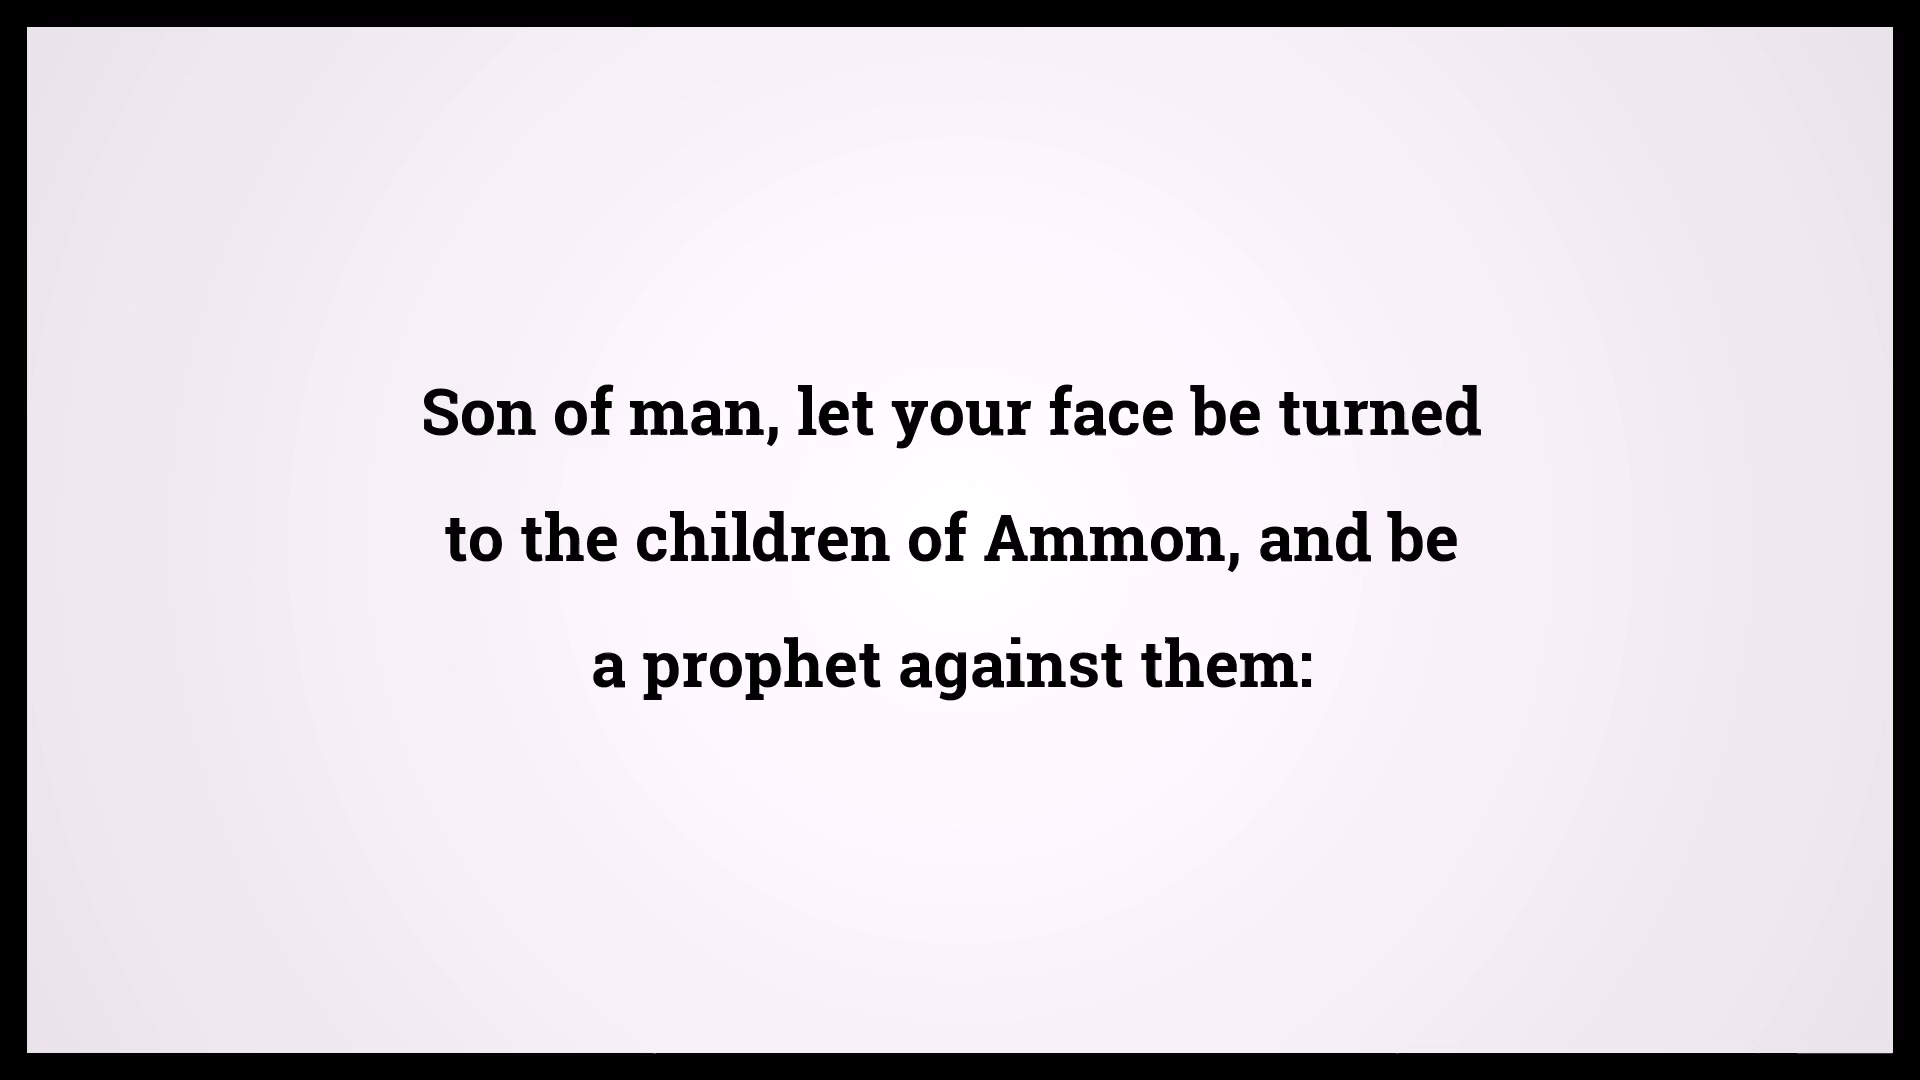 Son of man, let your face be turned
to the children of Ammon, and be
a prophet against them: